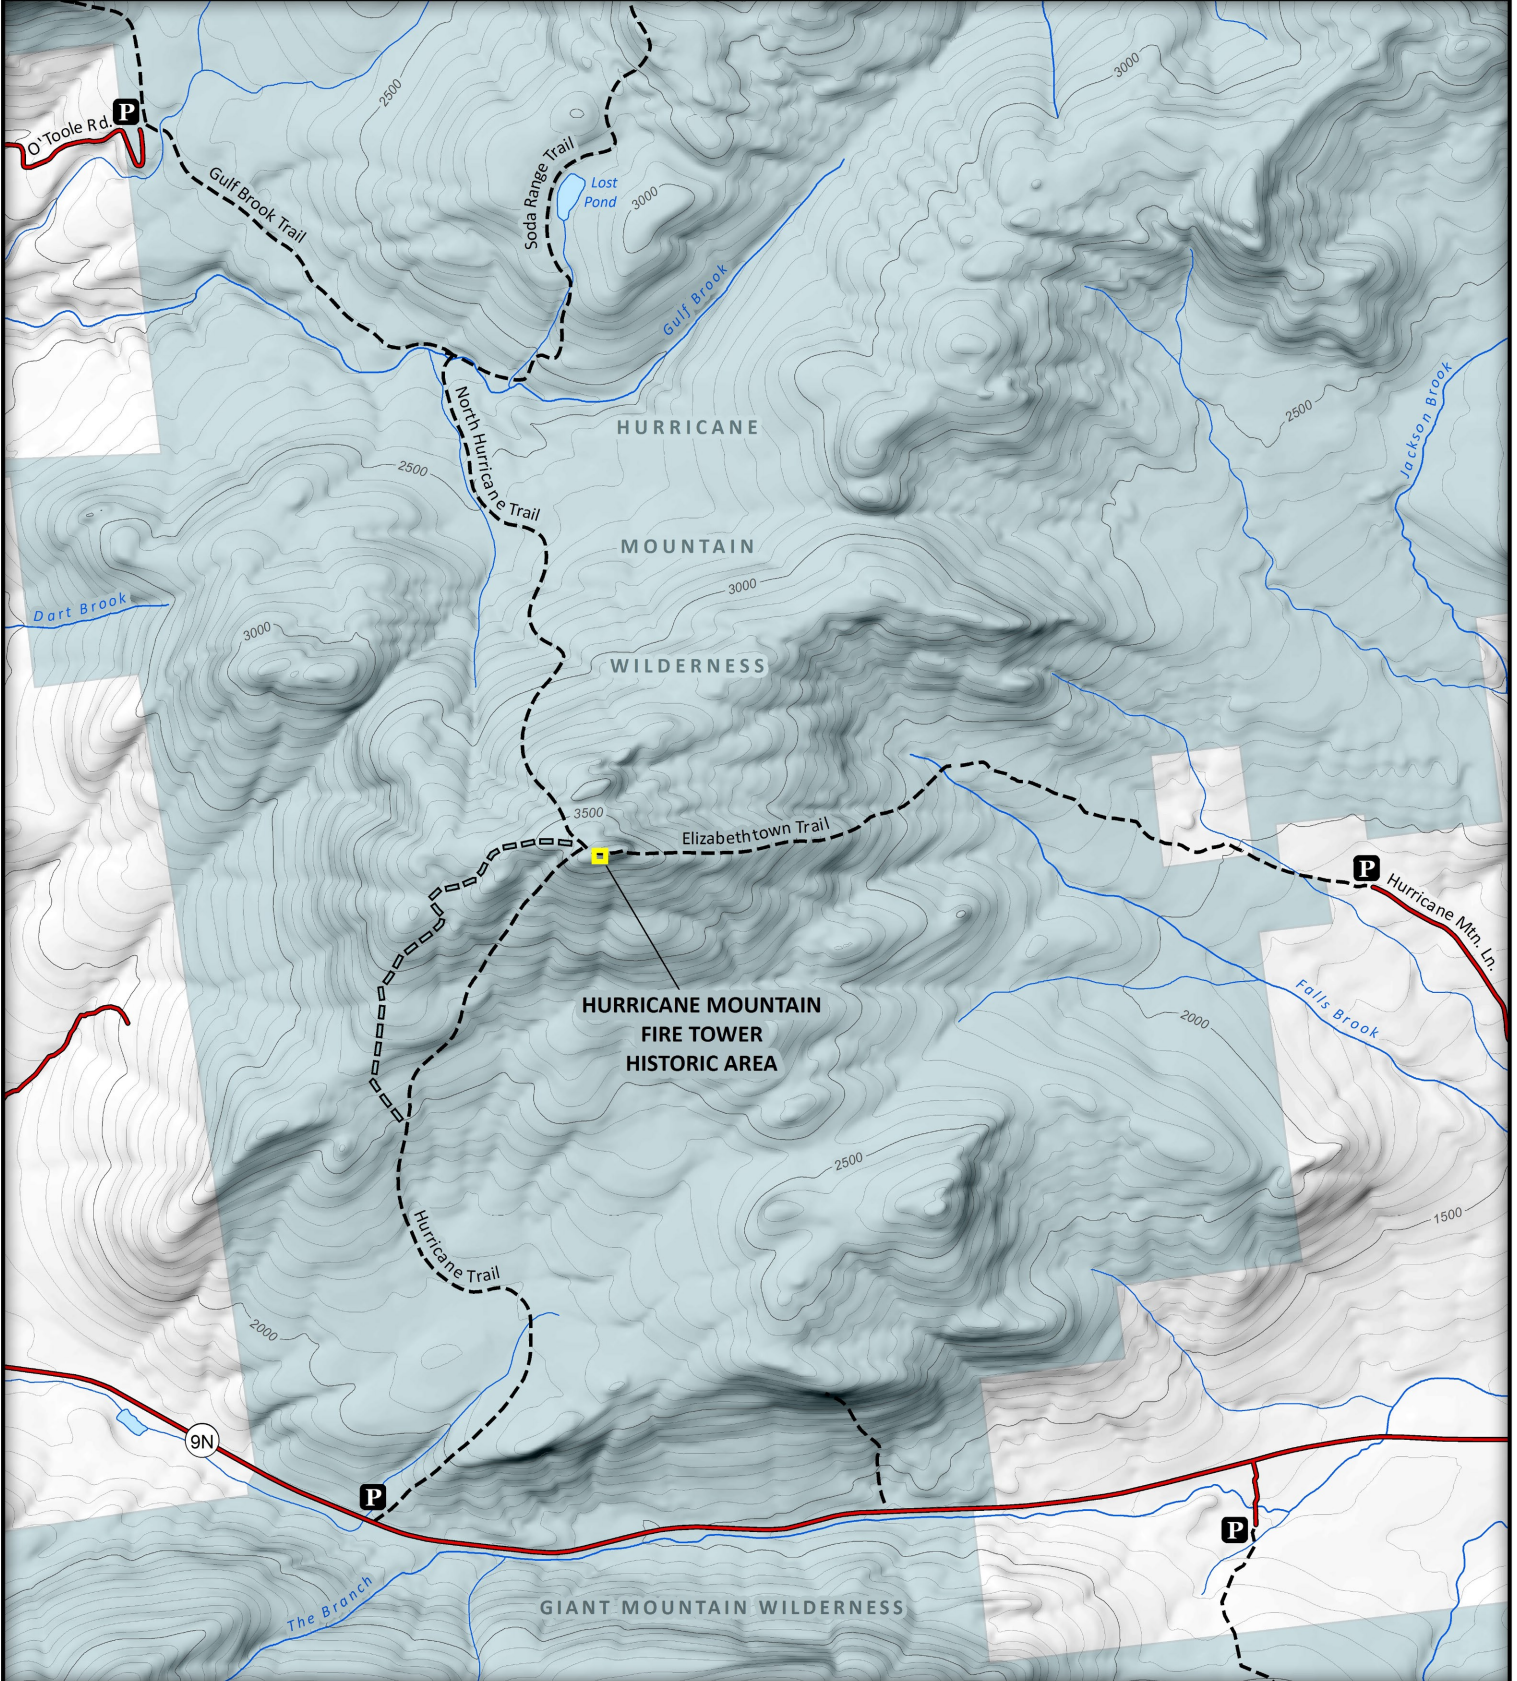 3000
2500
P
O'Toole Rd.
Soda Range Trail
Gulf Brook Trail
Lost
Pond
3000
Gulf Brook
Jackson Brook
2500
HURRICANE
North Hurricane Trail
2500
MOUNTAIN
3000
Dart Brook
3000
WILDERNESS
3500
Elizabethtown Trail
P
Hurricane Mtn. Ln.
HURRICANE MOUNTAIN
FIRE TOWER
HISTORIC AREA
Falls Brook
2000
2500
1500
Hurricane Trail
2000
9N
P
P
The Branch
GIANT MOUNTAIN WILDERNESS